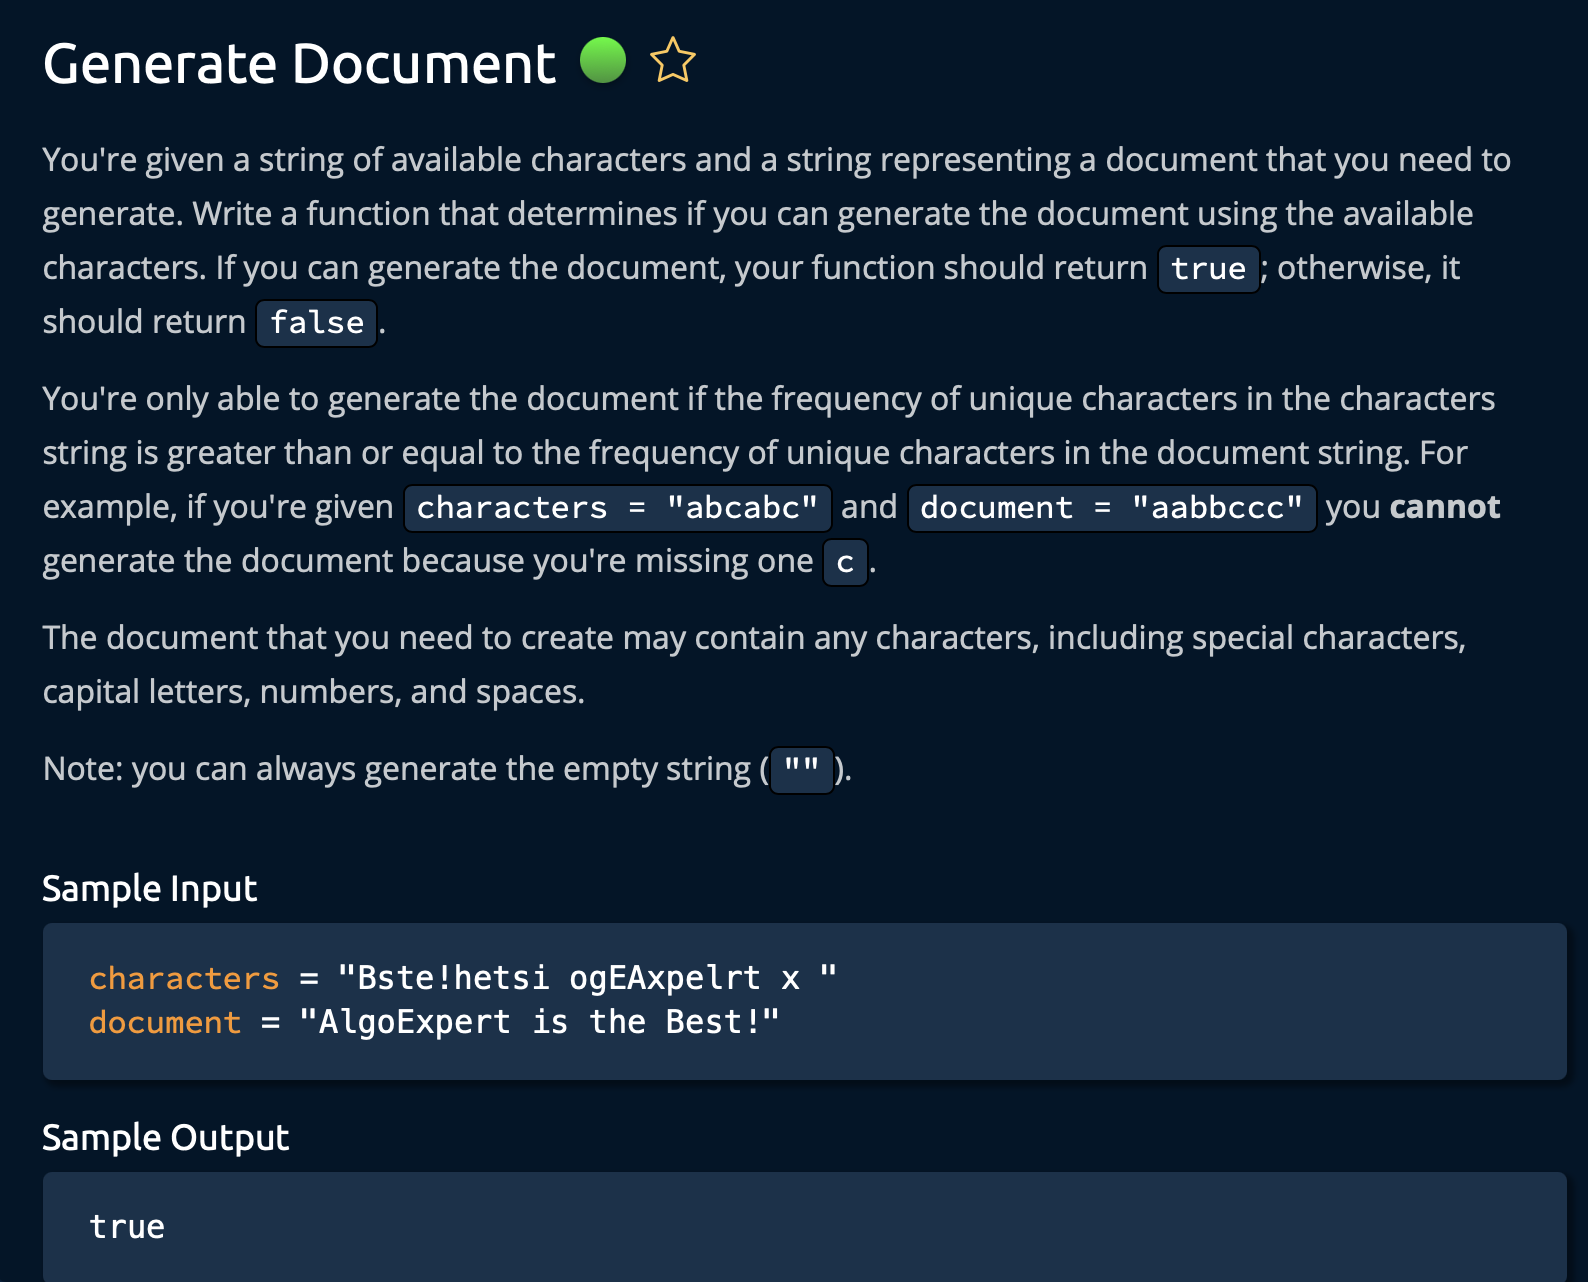 Generate Document
You're given a string of available characters and a string representing a document that you need to
generate. Write a function that determines if you can generate the document using the available
characters. If you can generate the document, your function should return true; otherwise, it
should return false.
You're only able to generate the document if the frequency of unique characters in the characters
string is greater than or equal to the frequency of unique characters in the document string. For
example, if you're given characters = "abcabc" and document = "aabbccc" you cannot
generate the document because you're missing one c.
The document that you need to create may contain any characters, including special characters,
capital letters, numbers, and spaces.
Note: you can always generate the empty string ("").
Sample Input
characters = "Bste!hetsi ogEAxpelrt x "
document = "AlgoExpert is the Best!"
Sample Output
true